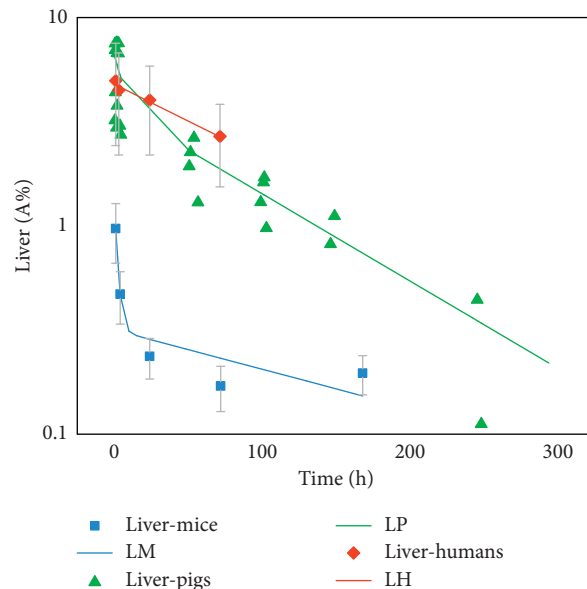 10
1
0.1
Liver (A%)
0
100
200
300
Time (h)
Liver-mice
LM
Liver-pigs
LP
Liver-humans
LH